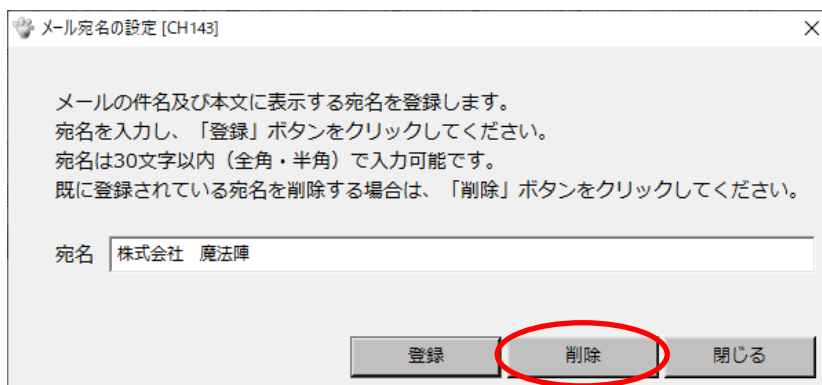 メール宛名の設定 [CH143]
メールの件名及び本文に表示する宛名を登録します。
宛名を入力し、「登録」ボタンをクリックしてください。
宛名は30文字以内（全角・半角）で入力可能です。
既に登録されている宛名を削除する場合は、「削除」ボタンをクリックしてください。
宛名 株式会社　魔法陣
登録 削除 閉じる